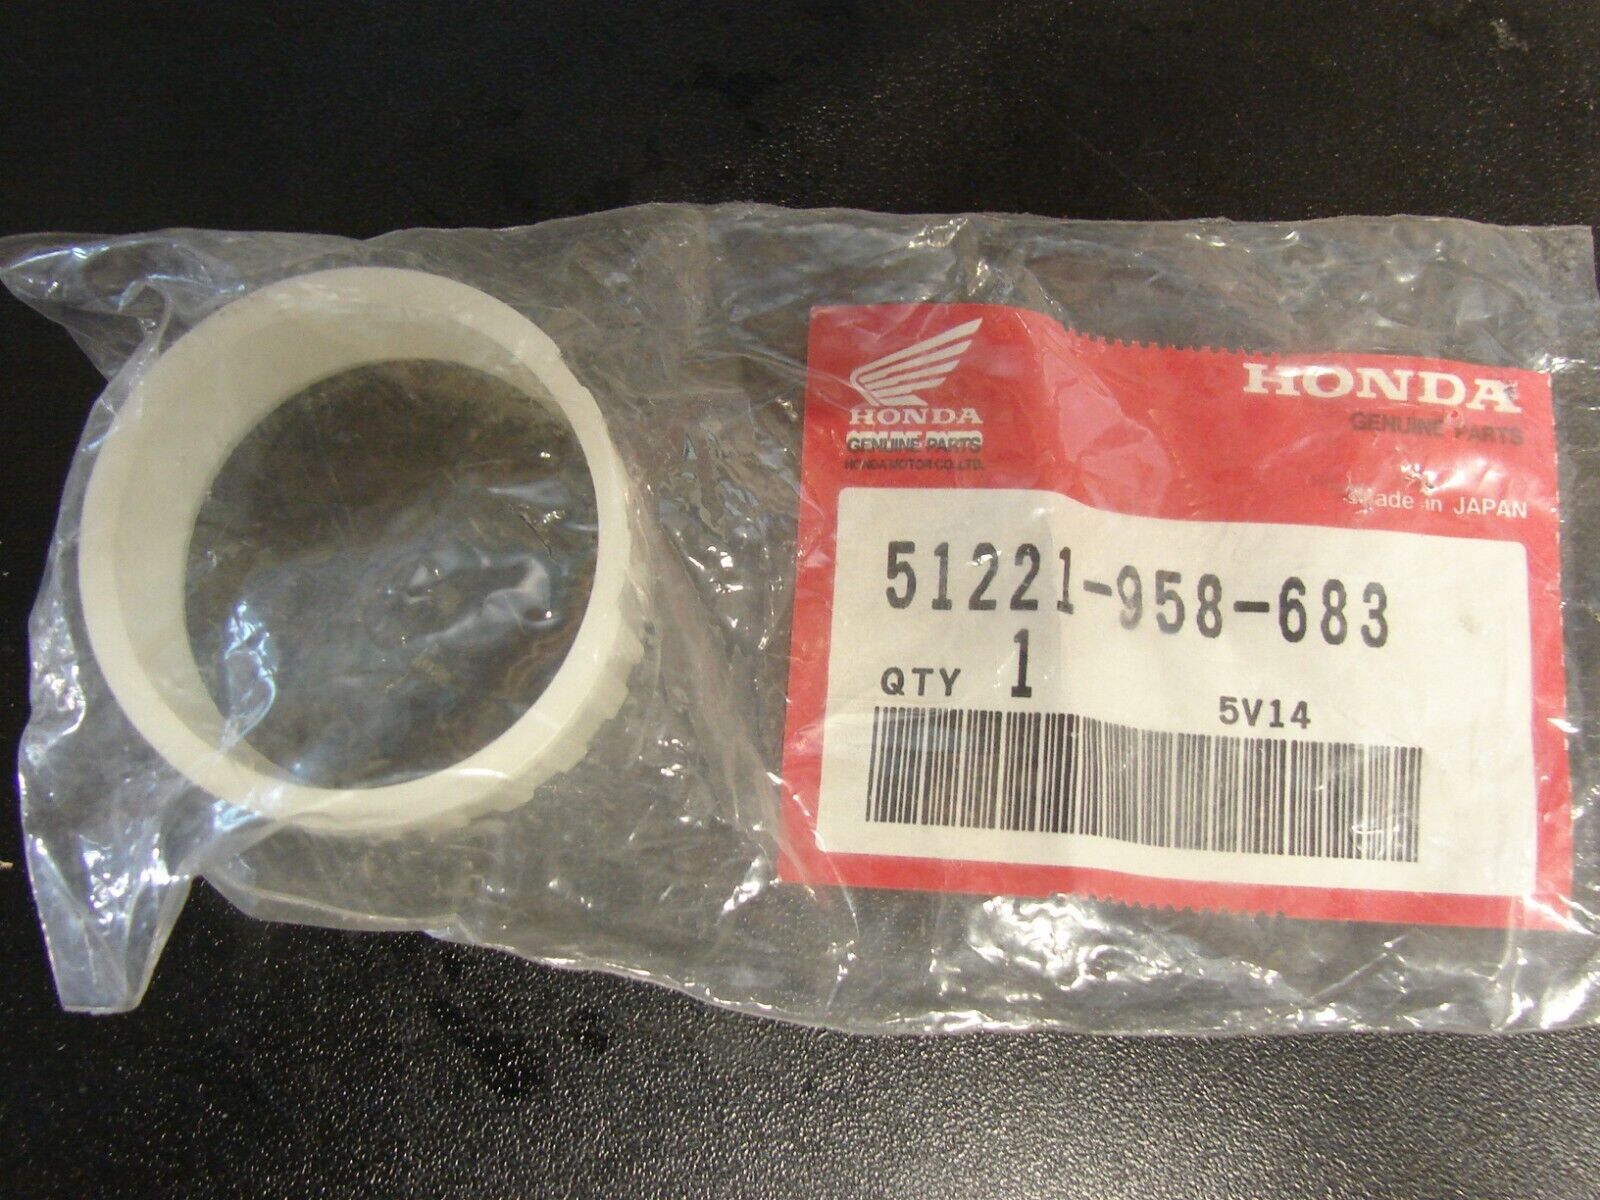 HONDA
GENUINE PARTS
HONDA MOTOR CO., LTD.
HONDA
GENUINE PARTS
Made in JAPAN
51221-958-683
QTY 1
5V14